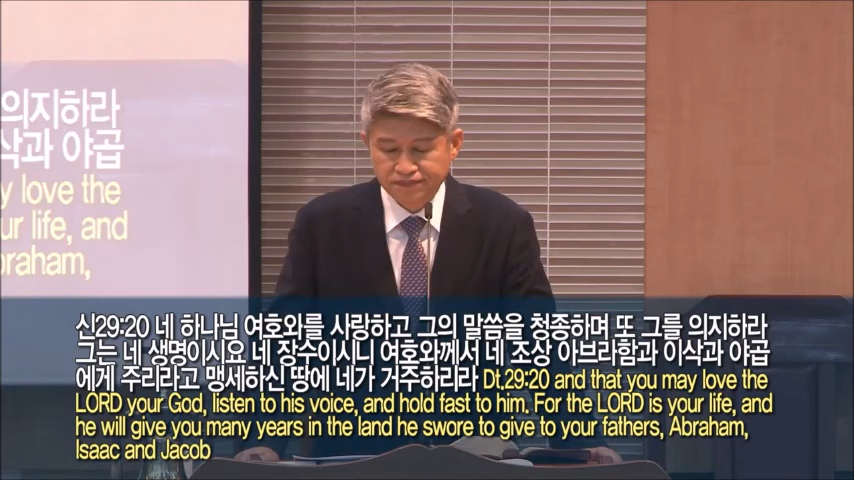 의지하라
삭과 야곱
y love the
ur life, and
braham,
신29:20 네 하나님 여호와를 사랑하고 그의 말씀을 청종하며 또 그를 의지하라
그는 네 생명이시요 네 장수이시니 여호와께서 네 조상 아브라함과 이삭과 야곱
에게 주리라고 맹세하신 땅에 네가 거주하리라 Dt.29:20 and that you may love the
LORD your God, listen to his voice, and hold fast to him. For the LORD is your life, and
he will give you many years in the land he swore to give to your fathers, Abraham,
Isaac and Jacob